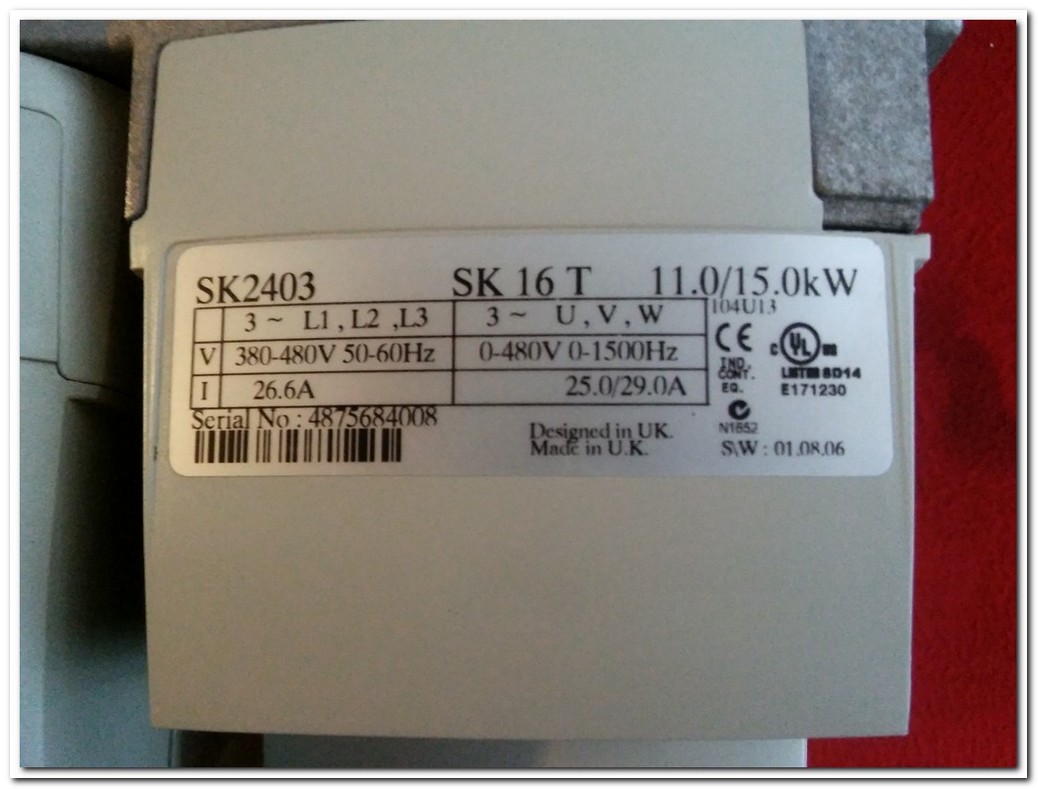 SK2403 SK 16 T 11.0/15.0kW
3 ~ L1 , L2 ,L3 3 ~ U , V , W 104U13
V 380-480V 50-60Hz 0-480V 0-1500Hz CE C UL US
IND. CONT. EQ. LISTED 8D14
I 26.6A 25.0/29.0A E171230
Serial No : 4875684008 N1652
Designed in UK.
Made in U.K. S\W : 01.08.06